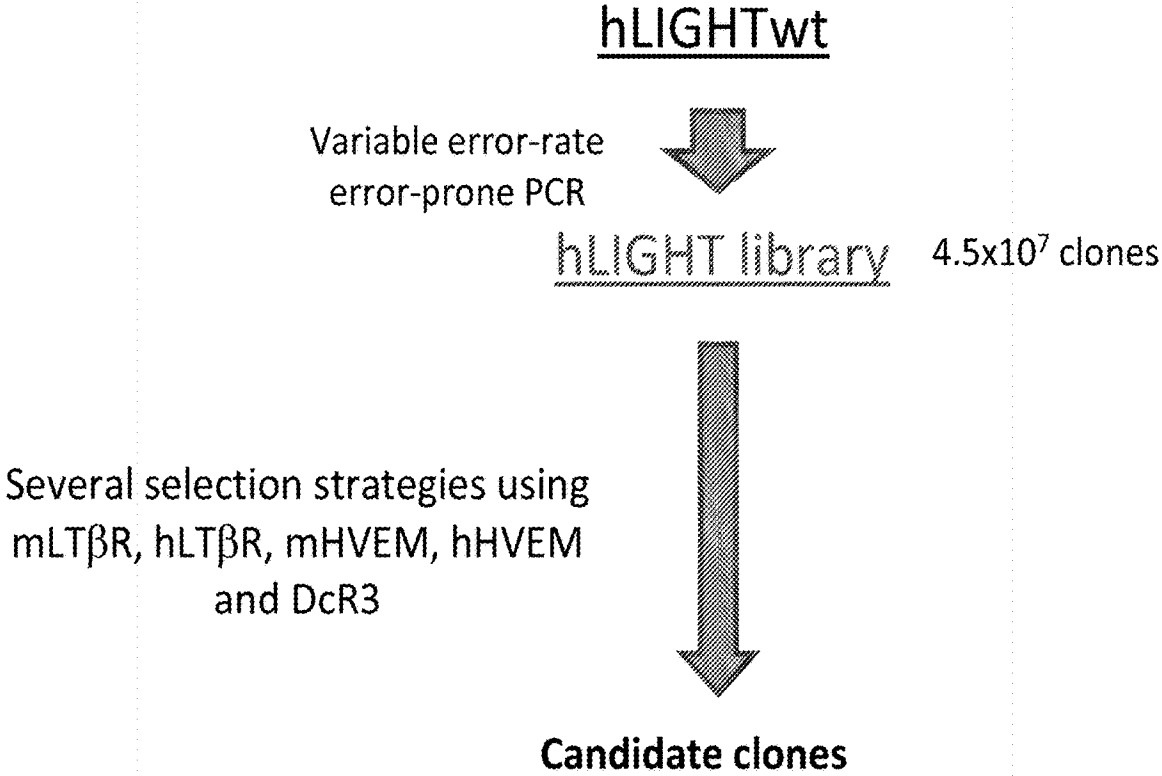 hLIGHTwt
Variable error-rate
error-prone PCR
hLIGHT library
4.5x10⁷ clones
Several selection strategies using
mLTβR, hLTβR, mHVEM, hHVEM
and DcR3
Candidate clones